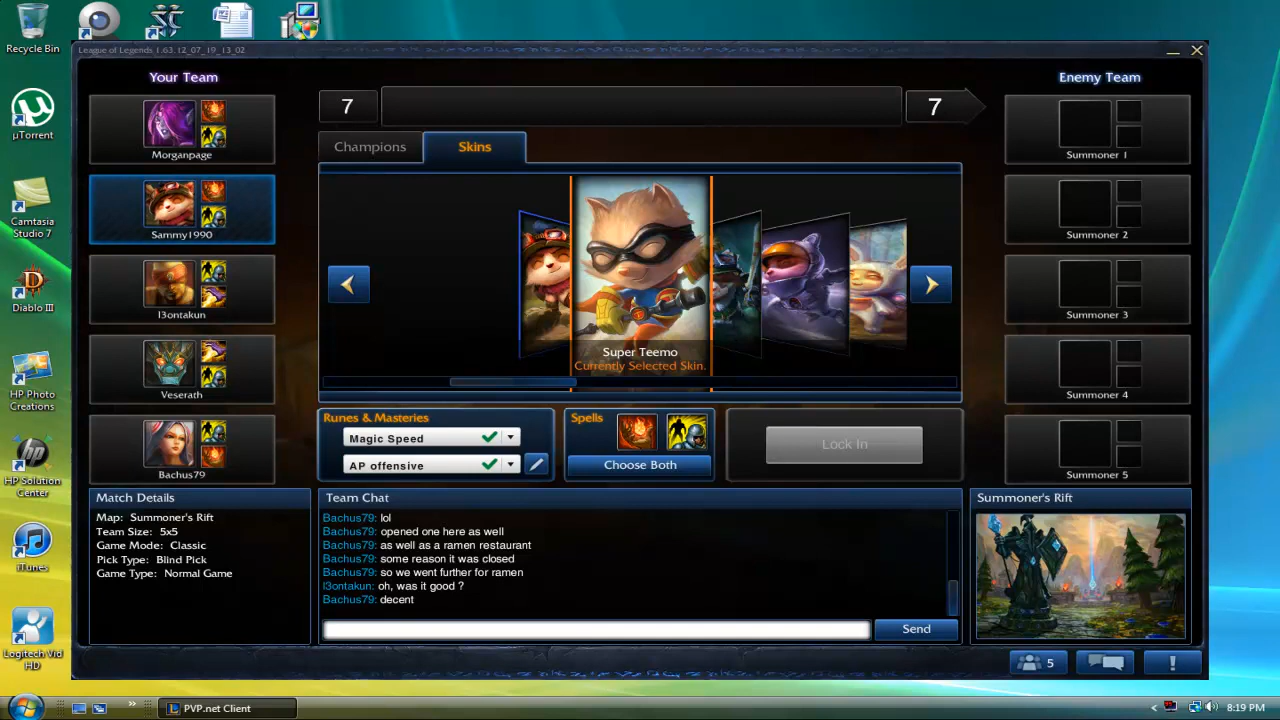 Recycle Bin
µTorrent
Camtasia
Studio 7
Diablo III
HP Photo
Creations
HP Solution
Center
iTunes
Logitech Vid
HD
League of Legends 1.63. t2_07_19_13_02
Your Team
Morganpage
Sammy1990
l3ontakun
Veserath
Bachus79
7
7
Champions
Skins
Super Teemo
Currently Selected Skin.
Runes & Masteries
Magic Speed
AP offensive
Spells
Choose Both
Lock In
Enemy Team
Summoner 1
Summoner 2
Summoner 3
Summoner 4
Summoner 5
Match Details
Map: Summoner's Rift
Team Size: 5x5
Game Mode: Classic
Pick Type: Blind Pick
Game Type: Normal Game
Team Chat
Bachus79: lol
Bachus79: opened one here as well
Bachus79: as well as a ramen restaurant
Bachus79: some reason it was closed
Bachus79: so we went further for ramen
l3ontakun: oh, was it good ?
Bachus79: decent
Send
Summoner's Rift
5
PVP.net Client
8:19 PM